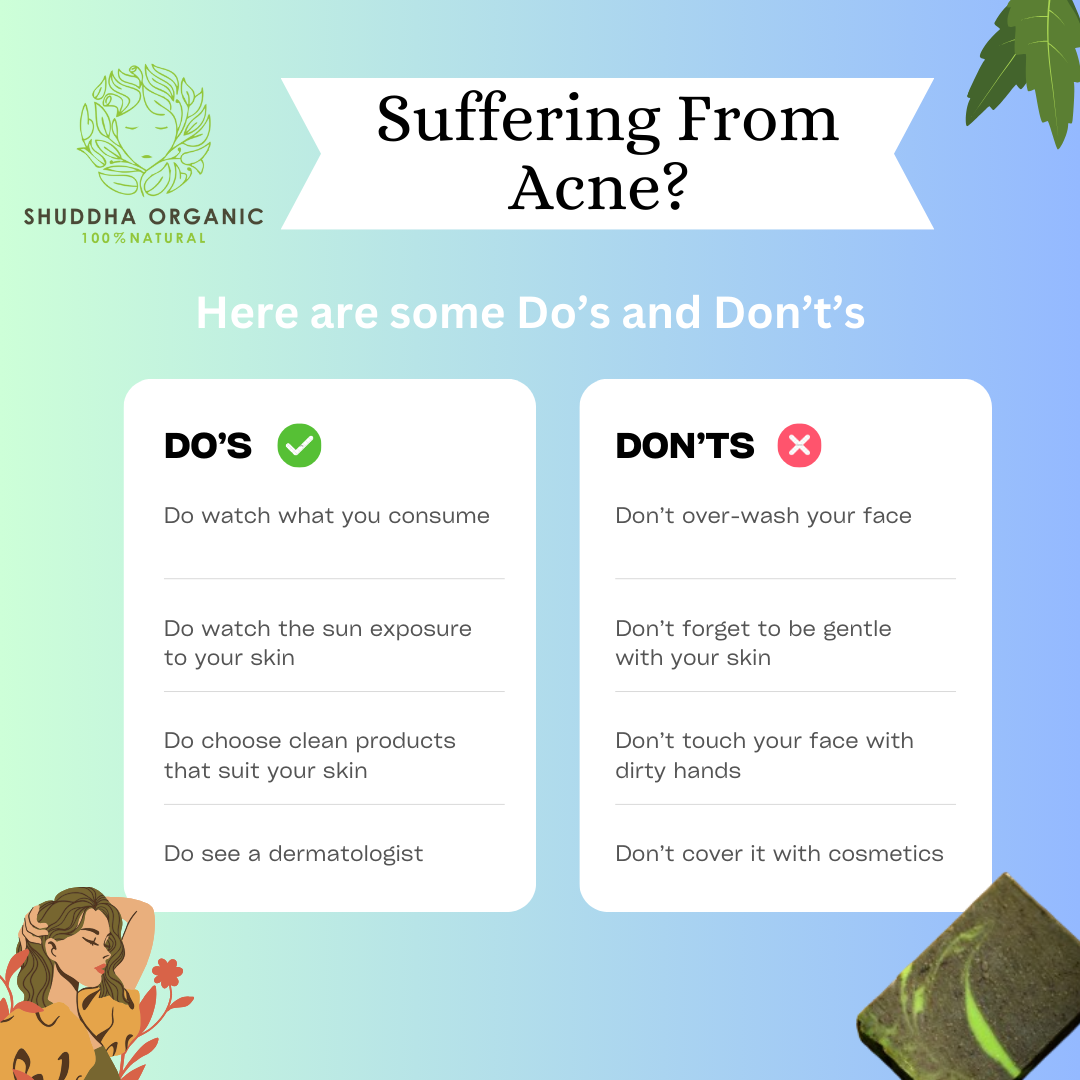 SHUDDHA ORGANIC
100% NATURAL
Suffering From
Acne?
Here are some Do’s and Don’t’s
DO’S
Do watch what you consume
Do watch the sun exposure
to your skin
Do choose clean products
that suit your skin
Do see a dermatologist
DON’TS
Don’t over-wash your face
Don’t forget to be gentle
with your skin
Don’t touch your face with
dirty hands
Don’t cover it with cosmetics